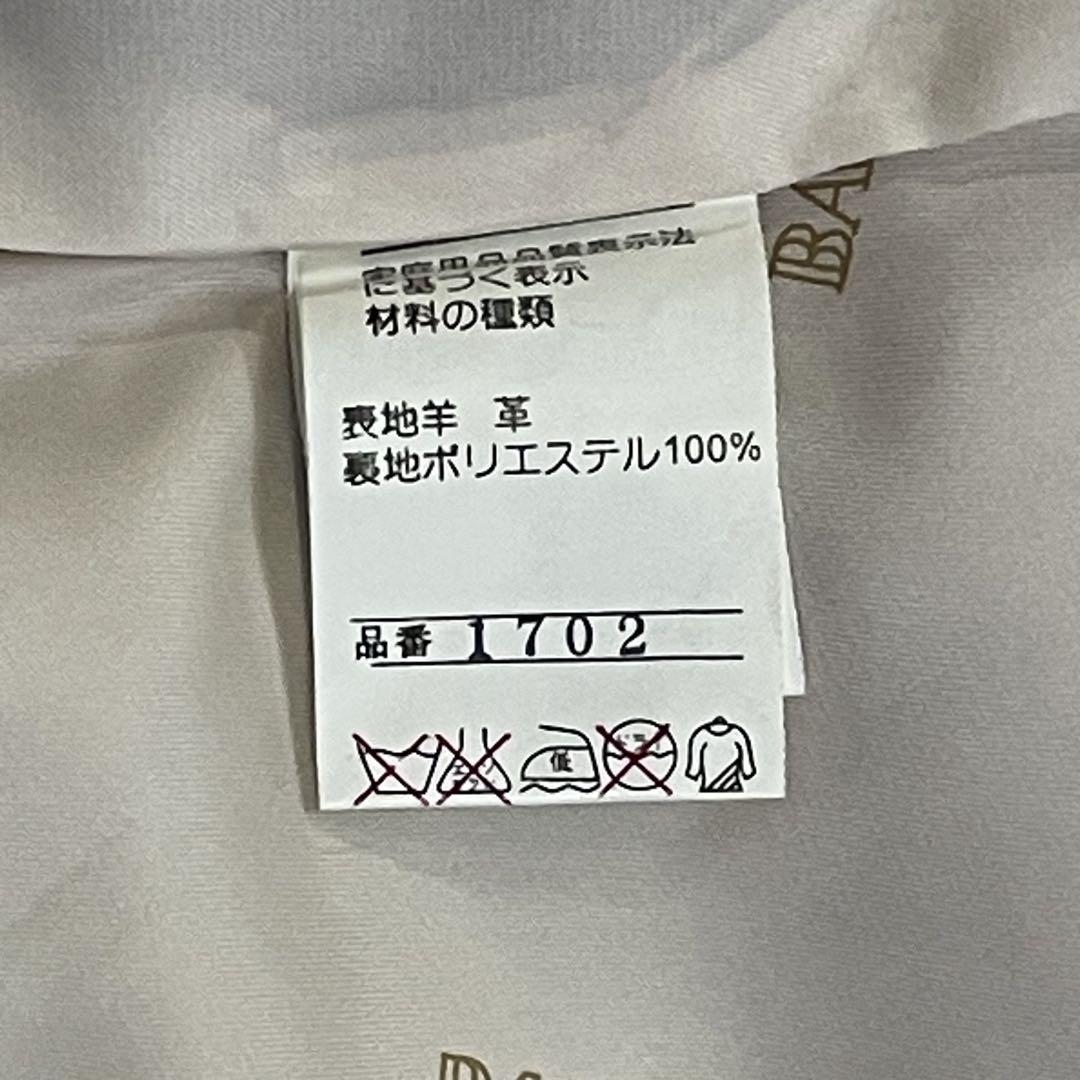 BA
家庭用品品質表示法
に基づく表示
材料の種類
表地羊 革
裏地ポリエステル100%
品番 1702
低